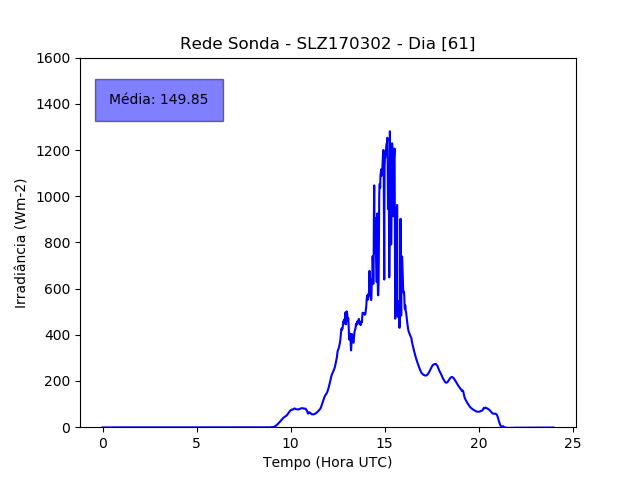 Rede Sonda - SLZ170302 - Dia [61]
1600
1400
1200
1000
800
600
400
200
0
Média: 149.85
Irradiância (Wm-2)
0 5 10 15 20 25
Tempo (Hora UTC)